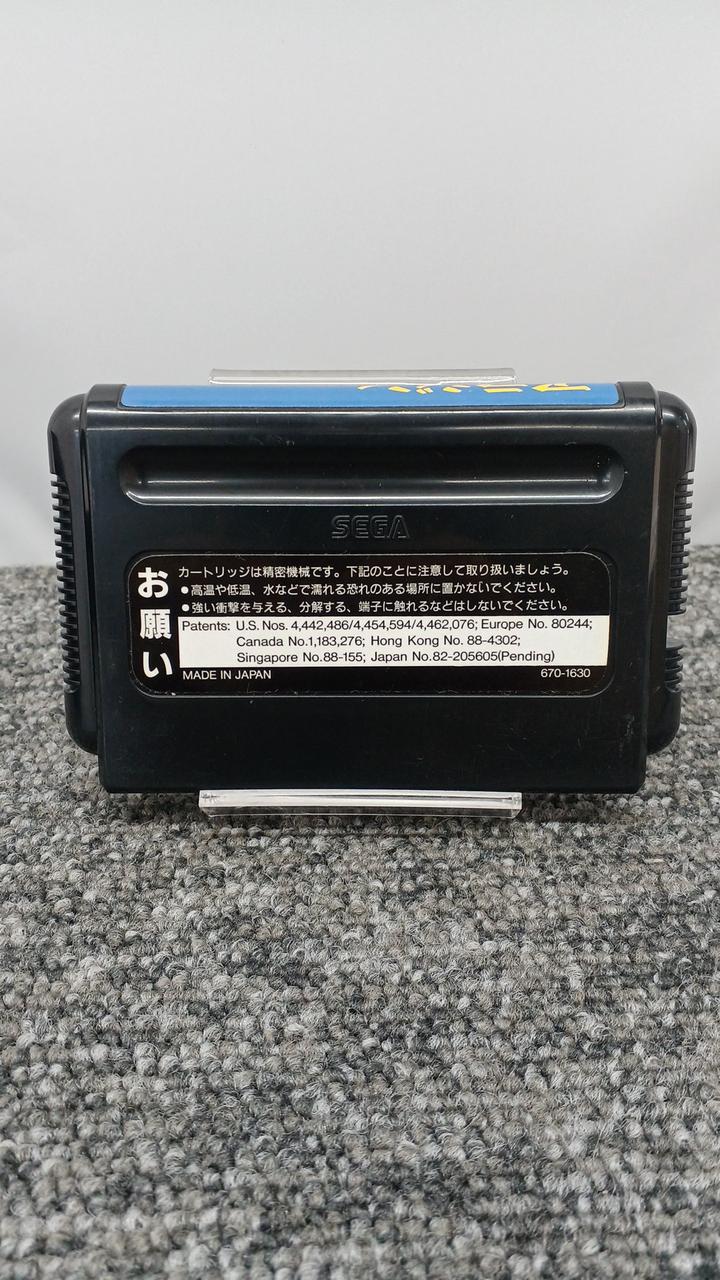 SEGA
お願い
カートリッジは精密機械です。下記のことに注意して取り扱いましょう。
●高温や低温、水などで濡れる恐れのある場所に置かないでください。
●強い衝撃を与える、分解する、端子に触れるなどはしないでください。
Patents: U.S. Nos. 4,442,486/4,454,594/4,462,076; Europe No. 80244;
Canada No.1,183,276; Hong Kong No. 88-4302;
Singapore No.88-155; Japan No.82-205605(Pending)
MADE IN JAPAN 670-1630